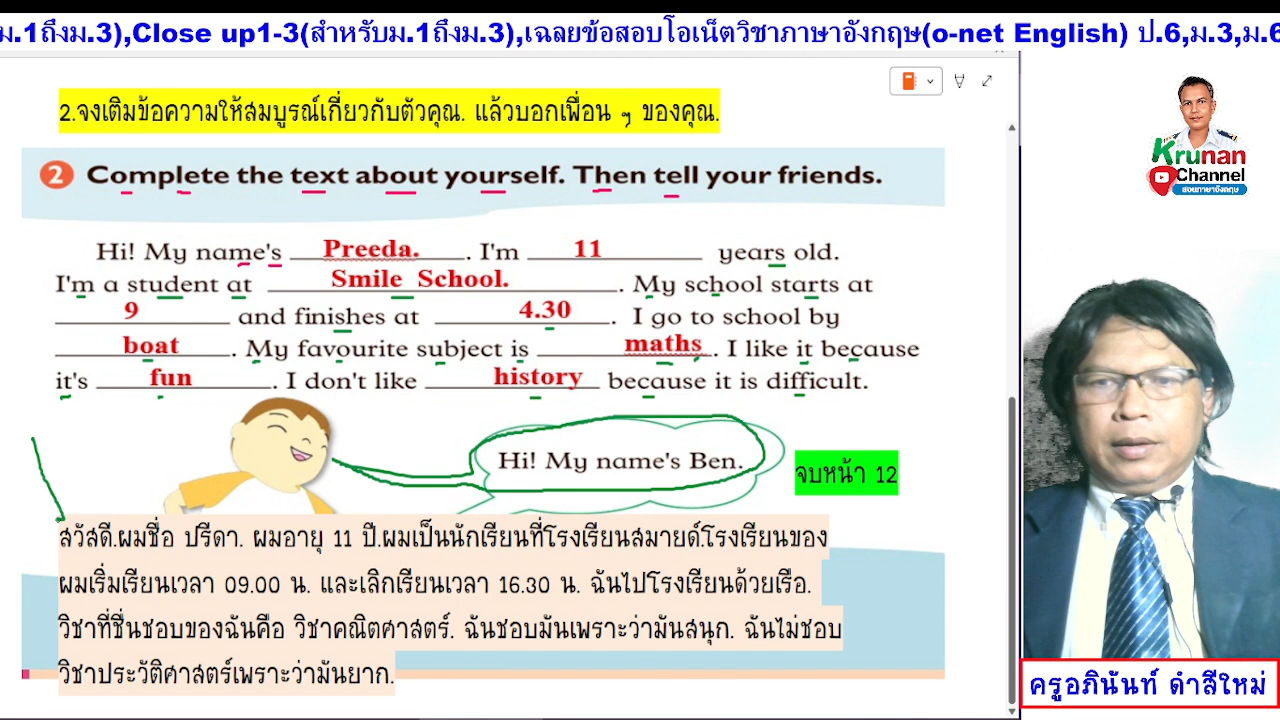 ม.1ถึงม.3),Close up1-3(สำหรับม.1ถึงม.3),เฉลยข้อสอบโอเน็ตวิชาภาษาอังกฤษ(o-net English) ป.6,ม.3,ม.6
2.จงเติมข้อความให้สมบูรณ์เกี่ยวกับตัวคุณ. แล้วบอกเพื่อน ๆ ของคุณ.
Krunan
Channel
สอนภาษาอังกฤษ
2 Complete the text about yourself. Then tell your friends.
Hi! My name's Preeda. . I'm 11 years old.
I'm a student at Smile School. . My school starts at
9 and finishes at 4.30 . I go to school by
boat . My favourite subject is maths . I like it because
it's fun . I don't like history because it is difficult.
Hi! My name's Ben.
จบหน้า 12
สวัสดี.ผมชื่อ ปรีดา. ผมอายุ 11 ปี.ผมเป็นนักเรียนที่โรงเรียนสมายด์โรงเรียนของ
ผมเริ่มเรียนเวลา 09.00 น. และเลิกเรียนเวลา 16.30 น. ฉันไปโรงเรียนด้วยเรือ.
วิชาที่ชื่นชอบของฉันคือ วิชาคณิตศาสตร์. ฉันชอบมันเพราะว่ามันสนุก. ฉันไม่ชอบ
วิชาประวัติศาสตร์เพราะว่ามันยาก.
ครูอภินันท์ ดำสีใหม่